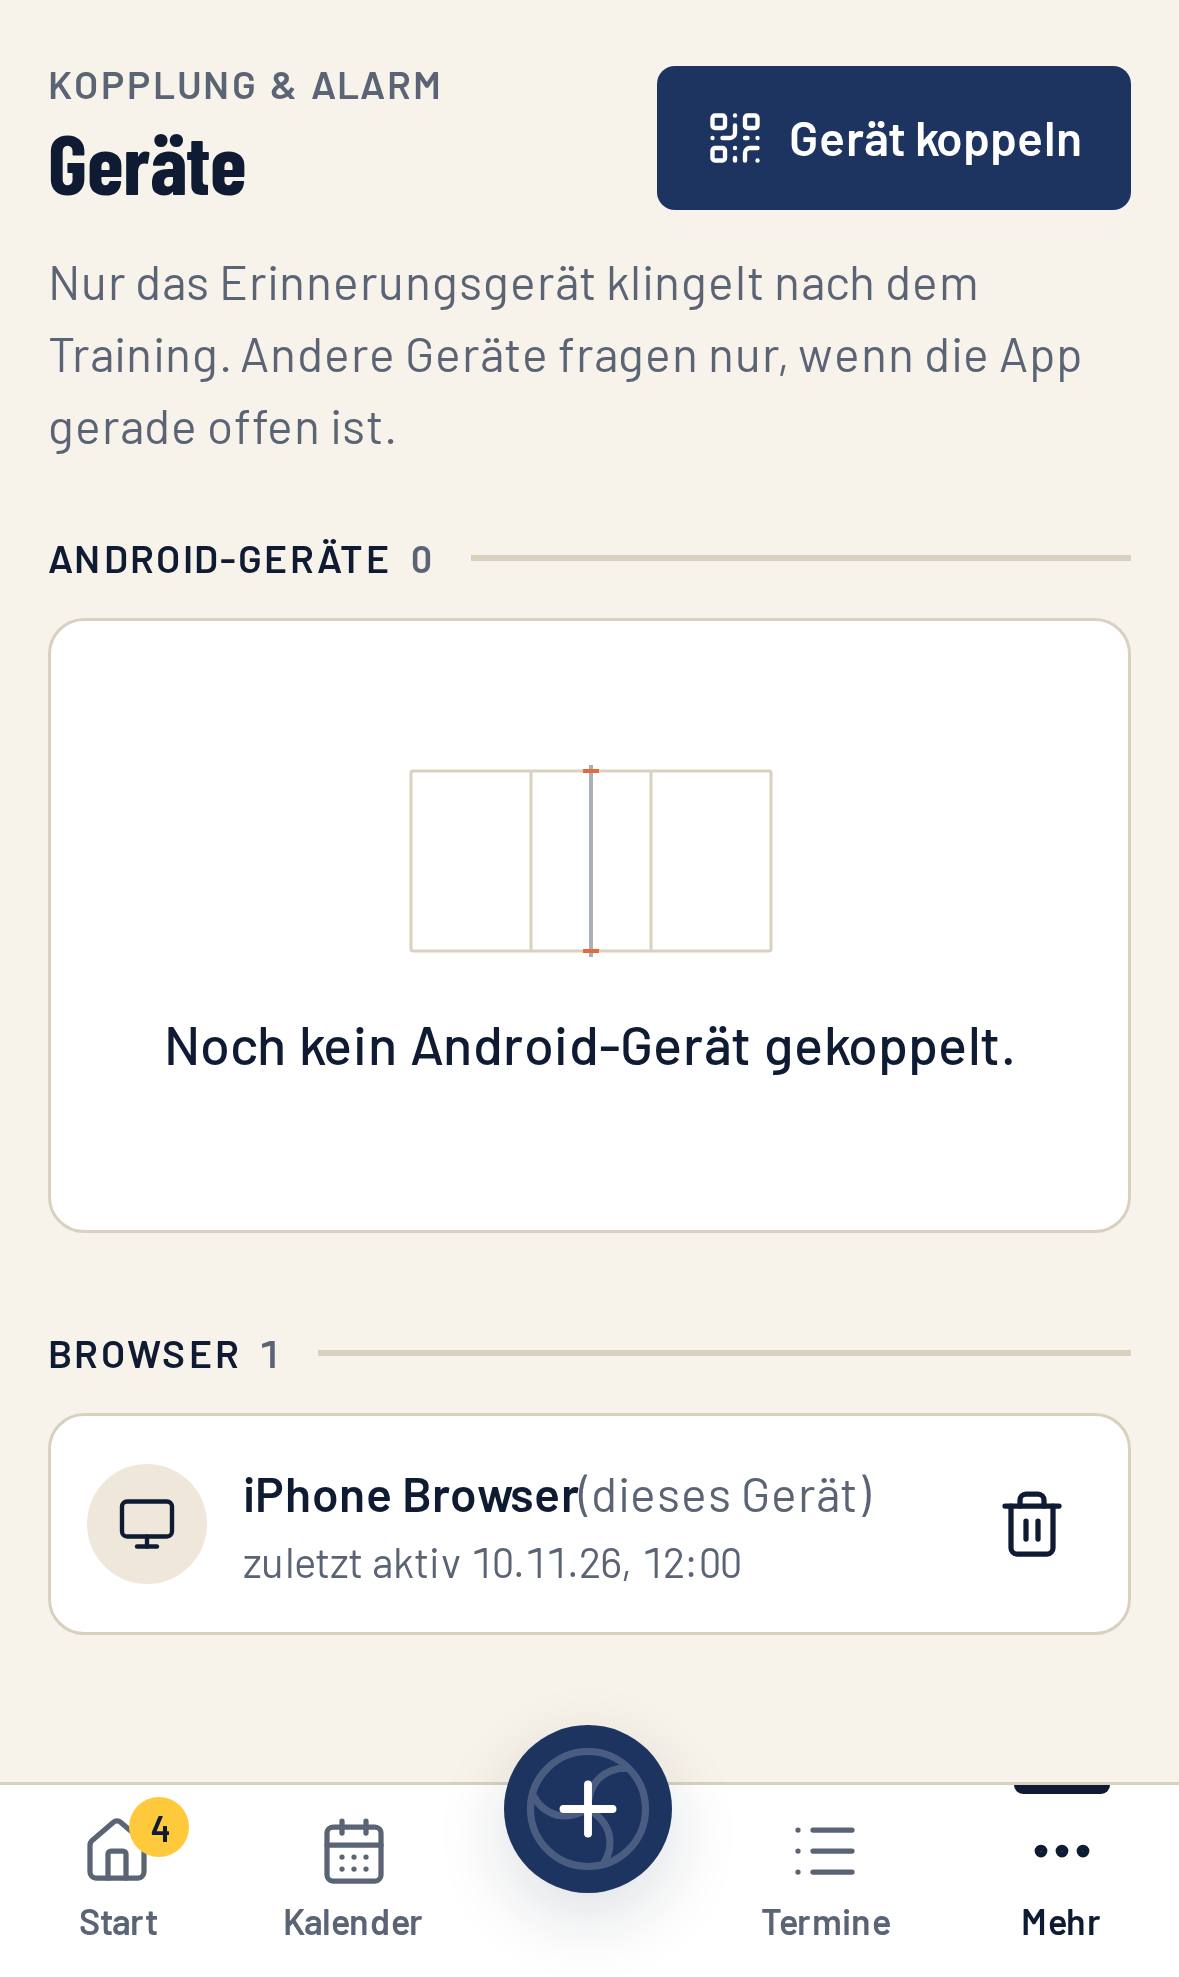 KOPPLUNG & ALARM
Geräte
Gerät koppeln
Nur das Erinnerungsgerät klingelt nach dem
Training. Andere Geräte fragen nur, wenn die App
gerade offen ist.
ANDROID-GERÄTE 0
Noch kein Android-Gerät gekoppelt.
BROWSER 1
iPhone Browser(dieses Gerät)
zuletzt aktiv 10.11.26, 12:00
4
Start
Kalender
Termine
Mehr